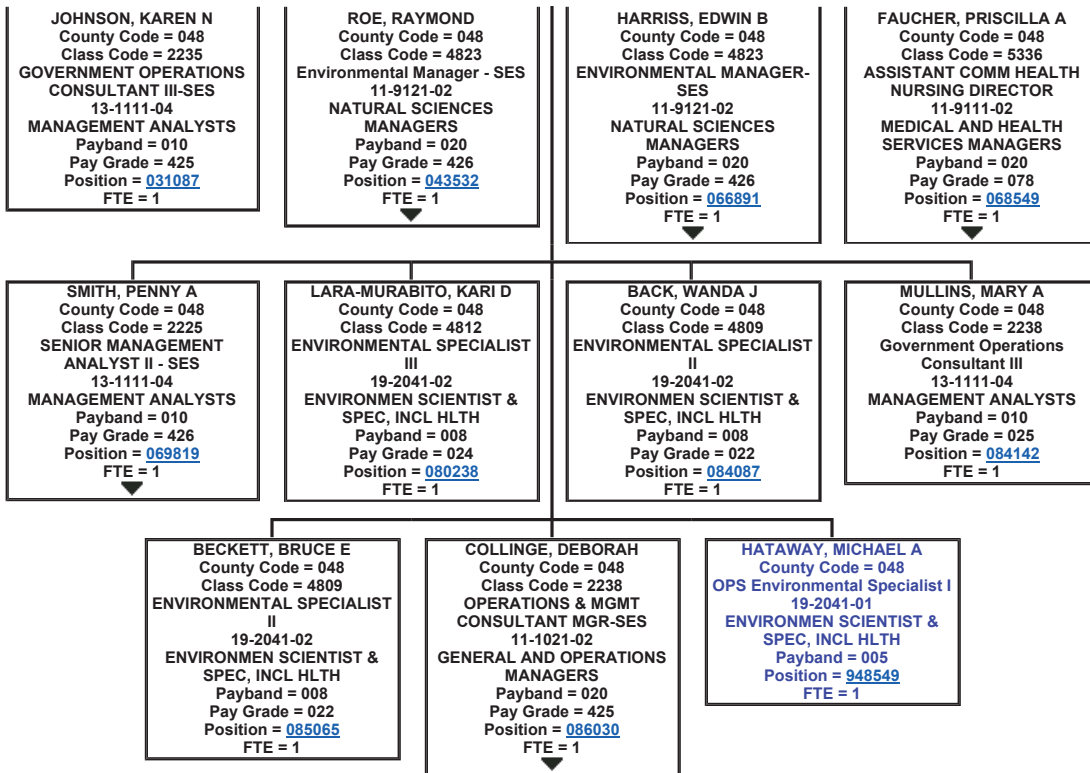 JOHNSON, KAREN N
County Code = 048
Class Code = 2235
GOVERNMENT OPERATIONS
CONSULTANT III-SES
13-1111-04
MANAGEMENT ANALYSTS
Payband = 010
Pay Grade = 425
Position = 031087
FTE = 1
ROE, RAYMOND
County Code = 048
Class Code = 4823
Environmental Manager - SES
11-9121-02
NATURAL SCIENCES
MANAGERS
Payband = 020
Pay Grade = 426
Position = 043532
FTE = 1
HARRISS, EDWIN B
County Code = 048
Class Code = 4823
ENVIRONMENTAL MANAGER-
SES
11-9121-02
NATURAL SCIENCES
MANAGERS
Payband = 020
Pay Grade = 426
Position = 066891
FTE = 1
FAUCHER, PRISCILLA A
County Code = 048
Class Code = 5336
ASSISTANT COMM HEALTH
NURSING DIRECTOR
11-9111-02
MEDICAL AND HEALTH
SERVICES MANAGERS
Payband = 020
Pay Grade = 078
Position = 068549
FTE = 1
SMITH, PENNY A
County Code = 048
Class Code = 2225
SENIOR MANAGEMENT
ANALYST II - SES
13-1111-04
MANAGEMENT ANALYSTS
Payband = 010
Pay Grade = 426
Position = 069819
FTE = 1
LARA-MURABITO, KARI D
County Code = 048
Class Code = 4812
ENVIRONMENTAL SPECIALIST
III
19-2041-02
ENVIRONMEN SCIENTIST &
SPEC, INCL HLTH
Payband = 008
Pay Grade = 024
Position = 080238
FTE = 1
BACK, WANDA J
County Code = 048
Class Code = 4809
ENVIRONMENTAL SPECIALIST
II
19-2041-02
ENVIRONMEN SCIENTIST &
SPEC, INCL HLTH
Payband = 008
Pay Grade = 022
Position = 084087
FTE = 1
MULLINS, MARY A
County Code = 048
Class Code = 2238
Government Operations
Consultant III
13-1111-04
MANAGEMENT ANALYSTS
Payband = 010
Pay Grade = 025
Position = 084142
FTE = 1
BECKETT, BRUCE E
County Code = 048
Class Code = 4809
ENVIRONMENTAL SPECIALIST
II
19-2041-02
ENVIRONMEN SCIENTIST &
SPEC, INCL HLTH
Payband = 008
Pay Grade = 022
Position = 085065
FTE = 1
COLLINGE, DEBORAH
County Code = 048
Class Code = 2238
OPERATIONS & MGMT
CONSULTANT MGR-SES
11-1021-02
GENERAL AND OPERATIONS
MANAGERS
Payband = 020
Pay Grade = 425
Position = 086030
FTE = 1
HATAWAY, MICHAEL A
County Code = 048
OPS Environmental Specialist I
19-2041-01
ENVIRONMEN SCIENTIST &
SPEC, INCL HLTH
Payband = 005
Position = 948549
FTE = 1